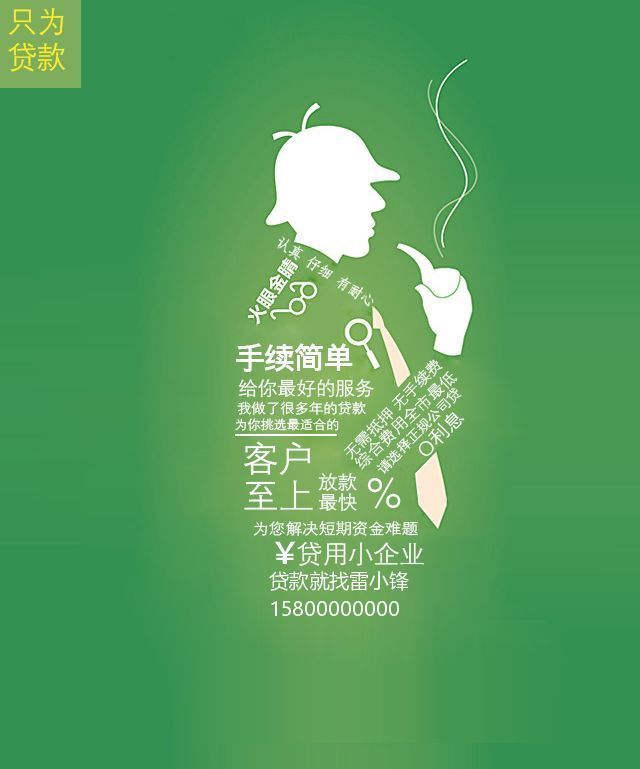 只为
贷款
认真 仔细 有耐心
火眼金睛
手续简单
给你最好的服务
我做了很多年的贷款
为你挑选最适合的
无需抵押 无手续费
综合费用全市最低
请选择正规公司贷
0利息
客户
至上
放款
最快
%
为您解决短期资金难题
¥贷用小企业
贷款就找雷小锋
15800000000